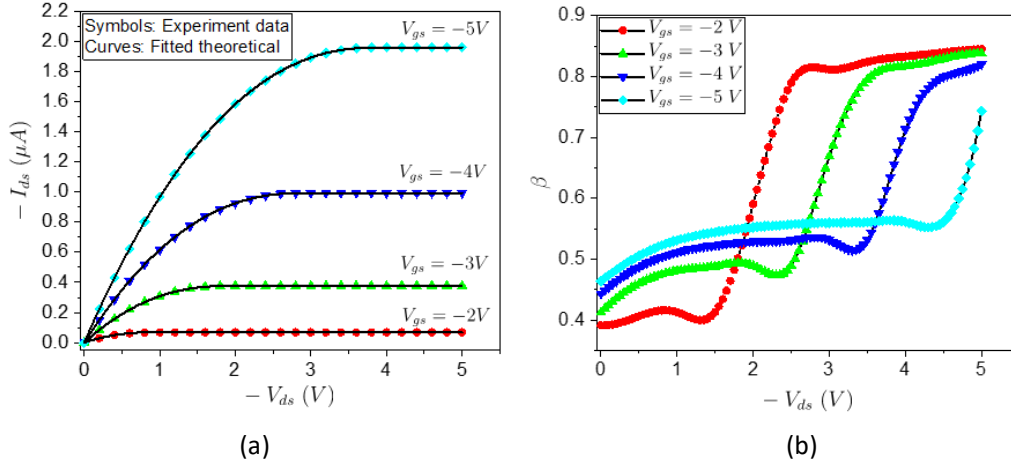 Symbols: Experiment data
Curves: Fitted theoretical
V_gs = −5V
V_gs = −4V
V_gs = −3V
V_gs = −2V
2.2
2.0
1.8
1.6
1.4
1.2
1.0
0.8
0.6
0.4
0.2
0.0
− I_ds (μA)
0 1 2 3 4 5
− V_ds (V)
(a)
V_gs = −2 V
V_gs = −3 V
V_gs = −4 V
V_gs = −5 V
0.9
0.8
0.7
0.6
0.5
0.4
β
0 1 2 3 4 5
− V_ds (V)
(b)